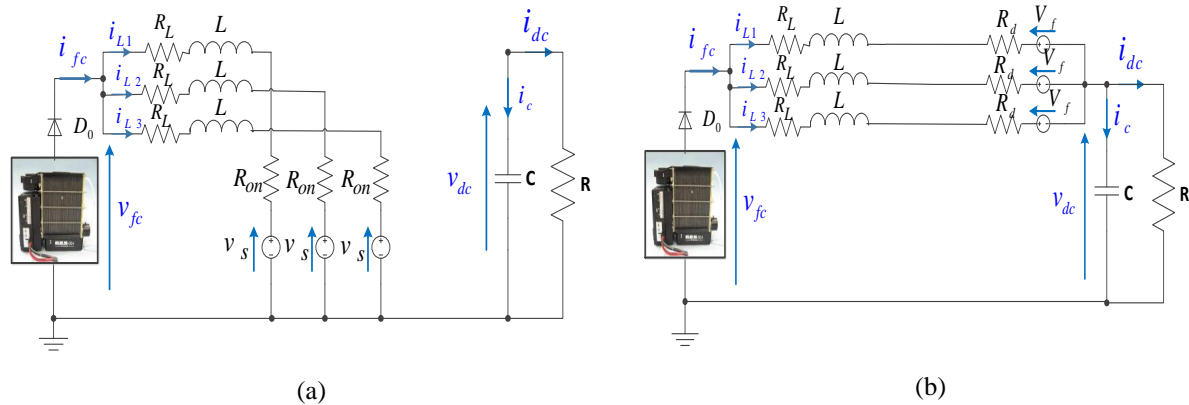 i_fc
i_L1 R_L L
i_L2 R_L L
i_L3 R_L L
D_0
v_fc
R_on R_on R_on
v_s v_s v_s
i_dc
i_c
v_dc
C
R
(a)
i_fc
i_L1 R_L L R_d V_f
i_L2 R_L L R_d V_f
i_L3 R_L L R_d V_f
D_0
v_fc
i_dc
i_c
v_dc
C
R
(b)